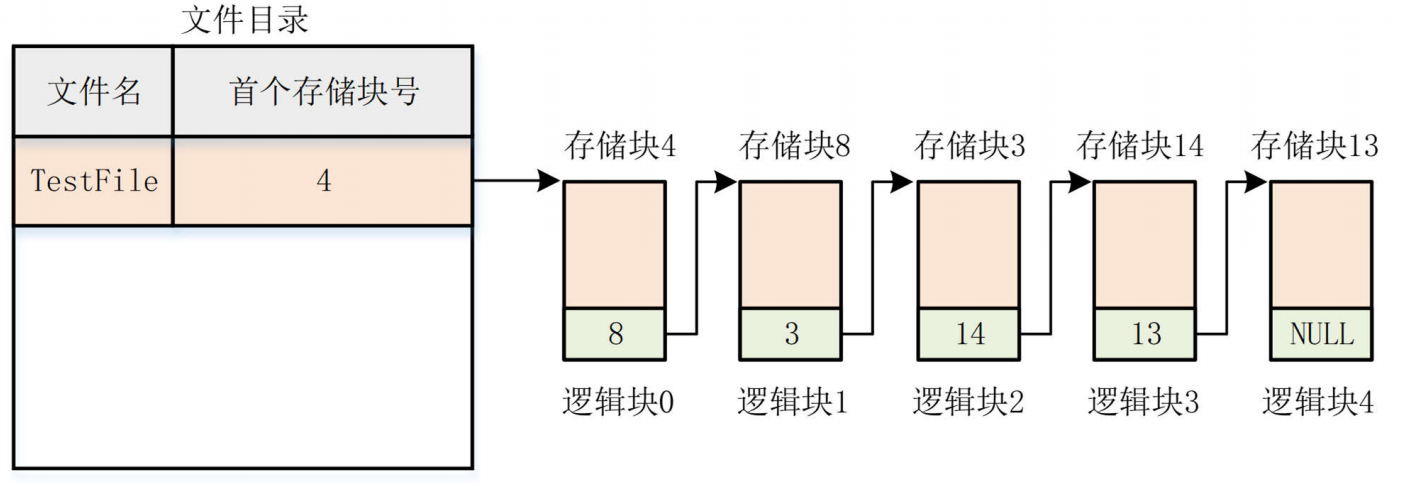 文件目录
文件名 首个存储块号
TestFile 4
存储块4 存储块8 存储块3 存储块14 存储块13
8 3 14 13 NULL
逻辑块0 逻辑块1 逻辑块2 逻辑块3 逻辑块4